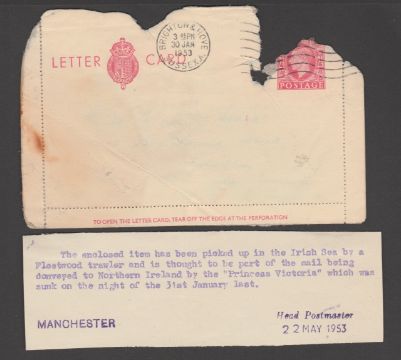 BRIGHTON & HOVE
3 45PM
30 JAN
1953
SUSSEX.A.
LETTER CARD
POSTAGE
TO OPEN THE LETTER CARD, TEAR OFF THE EDGE AT THE PERFORATION
The enclosed item has been picked up in the Irish Sea by a
Fleetwood trawler and is thought to be part of the mail being
conveyed to Northern Ireland by the "Princess Victoria" which was
sunk on the night of the 31st January last.
Head Postmaster
MANCHESTER
22 MAY 1953